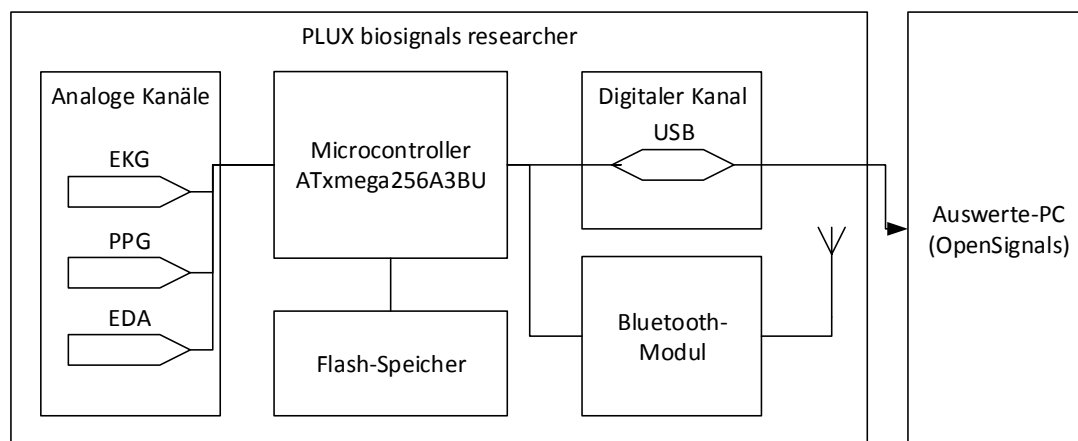 PLUX biosignals researcher
Analoge Kanäle
EKG
PPG
EDA
Microcontroller
ATxmega256A3BU
Flash-Speicher
Digitaler Kanal
USB
Bluetooth-
Modul
Auswerte-PC
(OpenSignals)